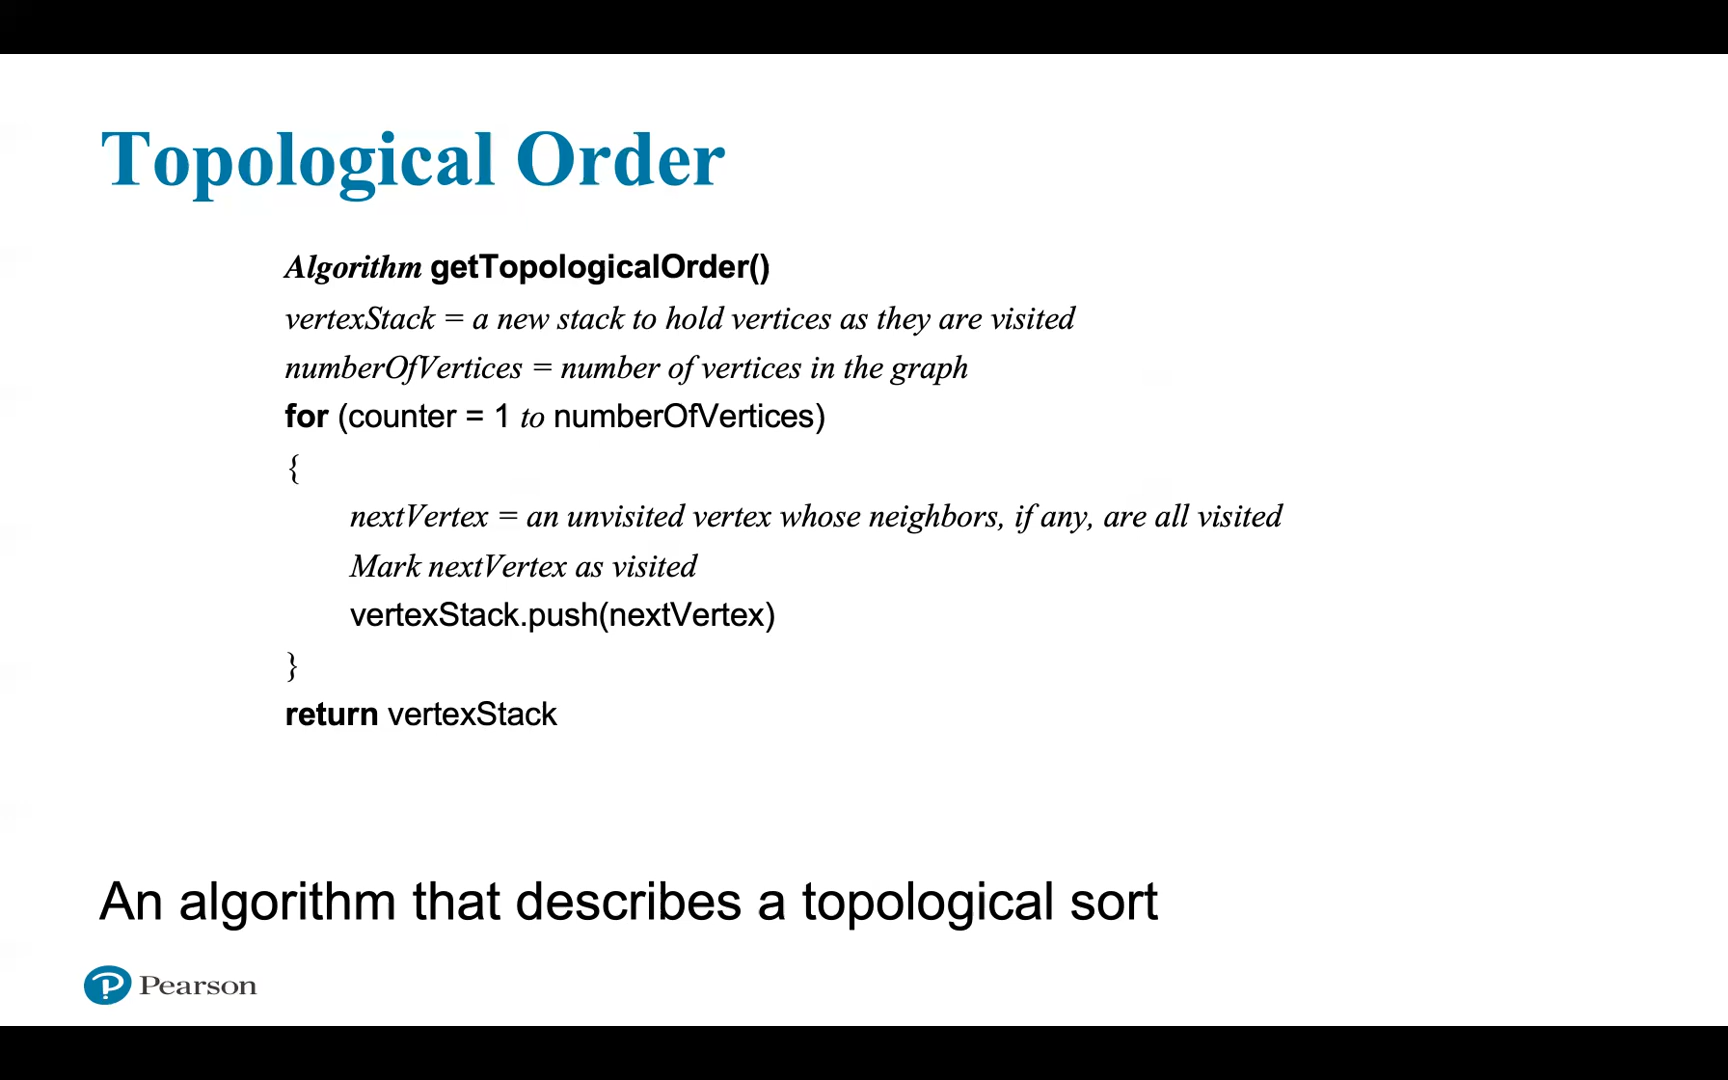 Topological Order
Algorithm getTopologicalOrder()
vertexStack = a new stack to hold vertices as they are visited
numberOfVertices = number of vertices in the graph
for (counter = 1 to numberOfVertices)
{
nextVertex = an unvisited vertex whose neighbors, if any, are all visited
Mark nextVertex as visited
vertexStack.push(nextVertex)
}
return vertexStack
An algorithm that describes a topological sort
Pearson